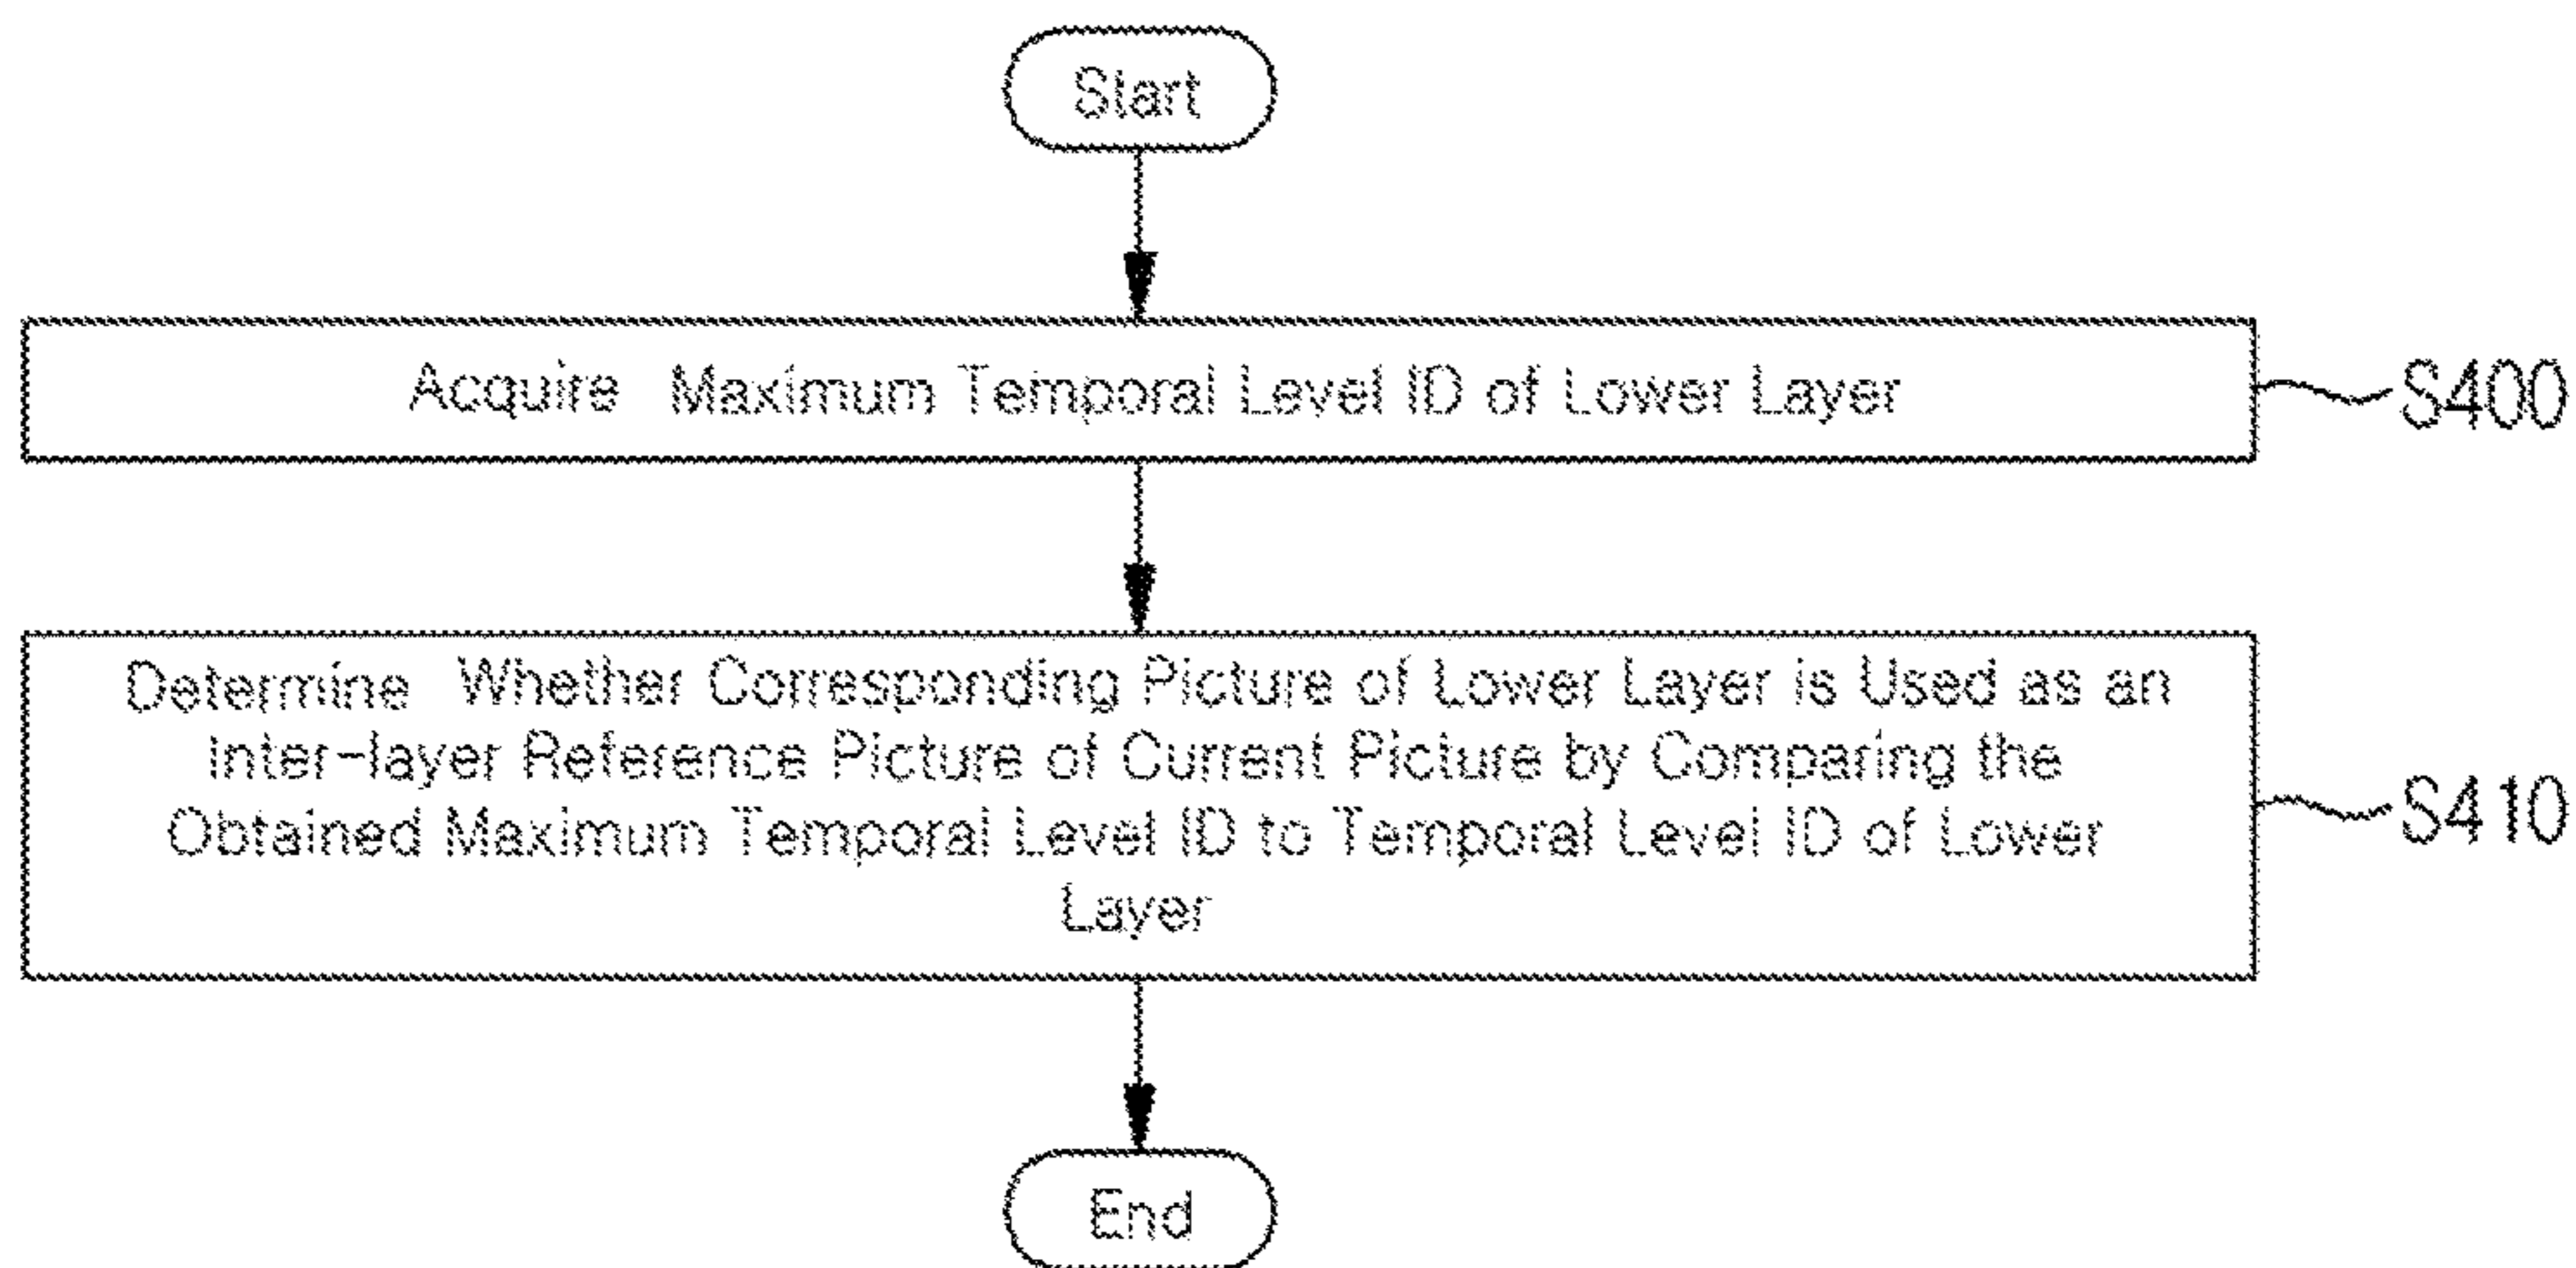 Start
Acquire Maximum Temporal Level ID of Lower Layer
S400
Determine Whether Corresponding Picture of Lower Layer is Used as an
Inter-layer Reference Picture of Current Picture by Comparing the
Obtained Maximum Temporal Level ID to Temporal Level ID of Lower
Layer
S410
End